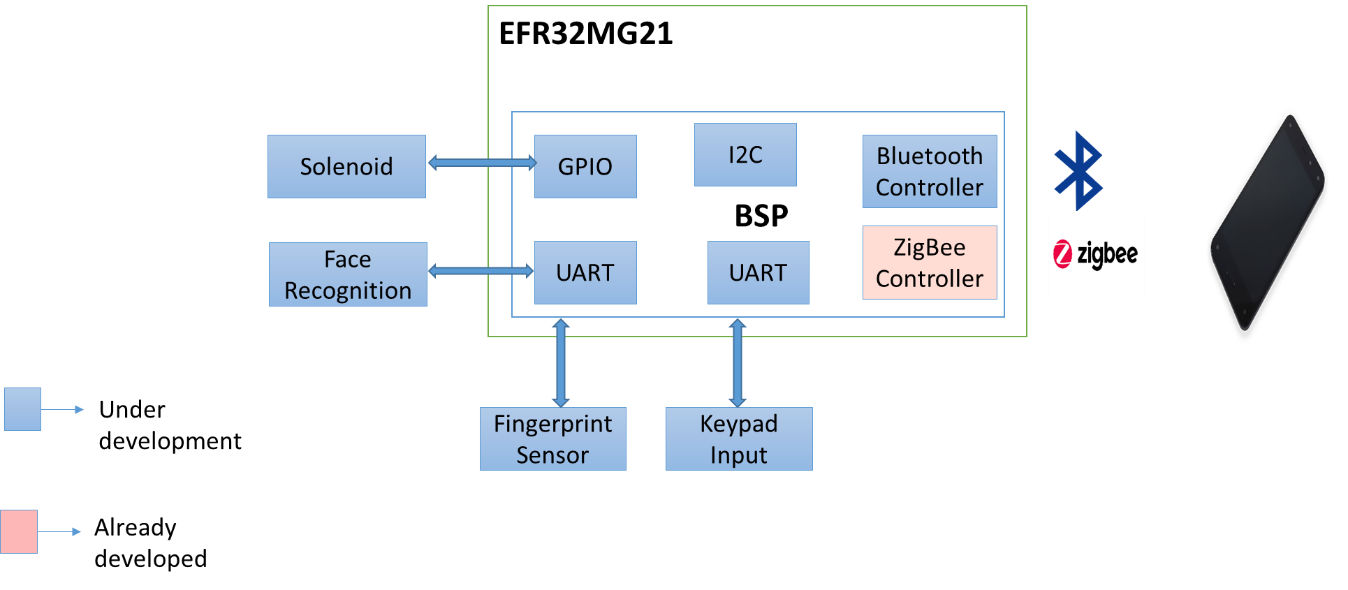 EFR32MG21
Solenoid
GPIO
I2C
Bluetooth
Controller
BSP
Face
Recognition
UART
UART
ZigBee
Controller
zigbee
Fingerprint
Sensor
Keypad
Input
Under
development
Already
developed